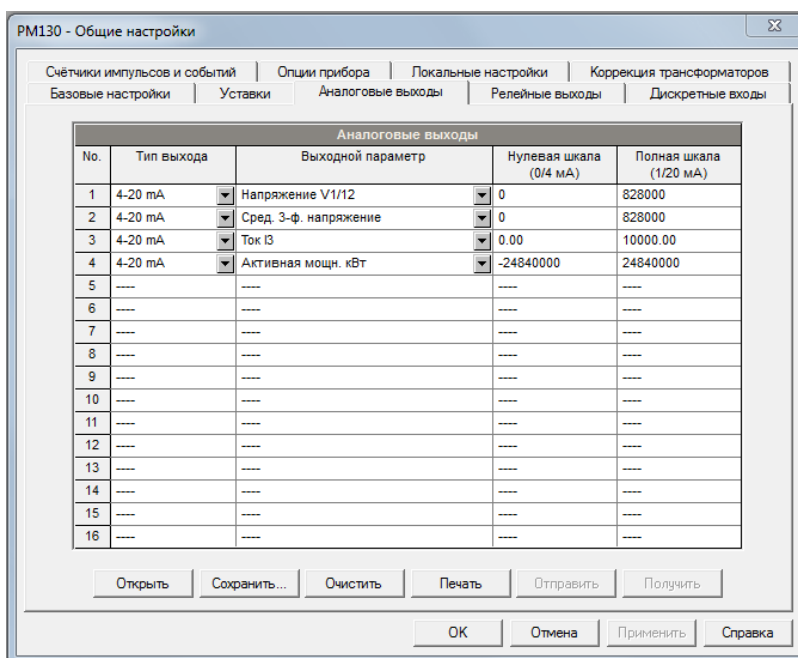 PM130 - Общие настройки
Счётчики импульсов и событий Опции прибора Локальные настройки Коррекция трансформаторов
Базовые настройки Уставки Аналоговые выходы Релейные выходы Дискретные входы
Аналоговые выходы
No. Тип выхода Выходной параметр Нулевая шкала (0/4 мА) Полная шкала (1/20 мА)
1 4-20 mA Напряжение V1/12 0 828000
2 4-20 mA Сред. 3-ф. напряжение 0 828000
3 4-20 mA Ток I3 0.00 10000.00
4 4-20 mA Активная мощн. кВт -24840000 24840000
5 ---- ---- ---- ----
6 ---- ---- ---- ----
7 ---- ---- ---- ----
8 ---- ---- ---- ----
9 ---- ---- ---- ----
10 ---- ---- ---- ----
11 ---- ---- ---- ----
12 ---- ---- ---- ----
13 ---- ---- ---- ----
14 ---- ---- ---- ----
15 ---- ---- ---- ----
16 ---- ---- ---- ----
Открыть Сохранить... Очистить Печать Отправить Получить
OK Отмена Применить Справка